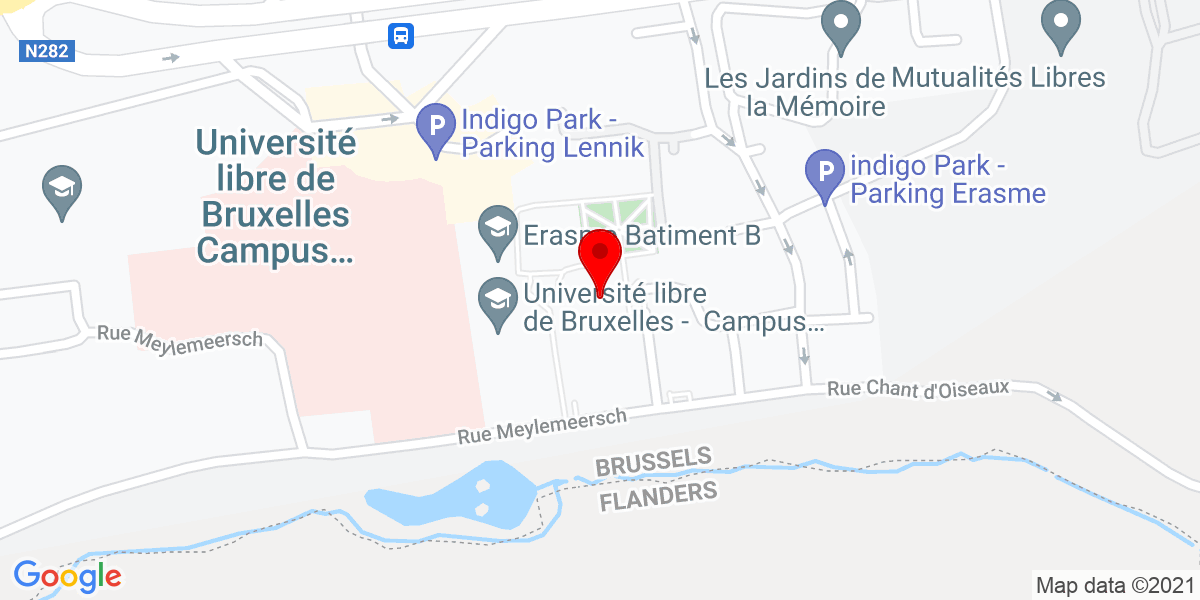 N282
Les Jardins de
la Mémoire
Mutualités Libres
Indigo Park -
Parking Lennik
Université
libre de
Bruxelles
Campus...
indigo Park -
Parking Erasme
Erasme Batiment B
Université libre
de Bruxelles - Campus...
Rue Meylemeersch
Rue Chant d'Oiseaux
Rue Meylemeersch
BRUSSELS
FLANDERS
Google
Map data ©2021